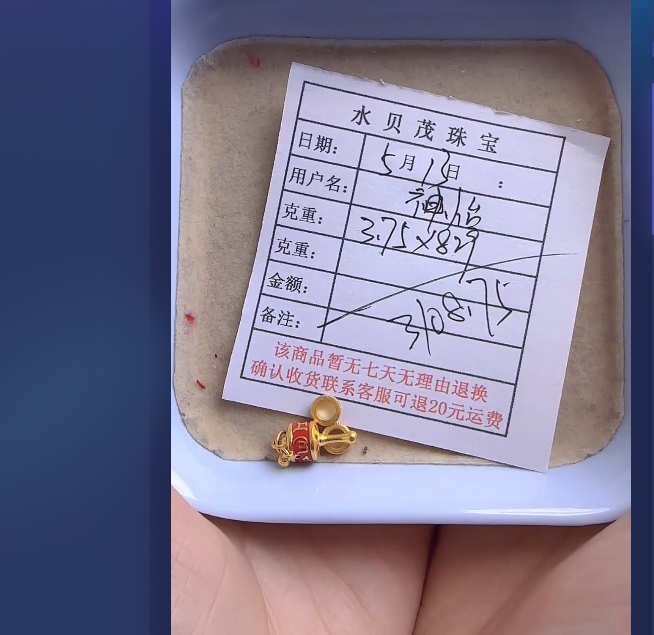 水贝茂珠宝
日期： 5月13日 ：
用户名：
克重： 3.75×829
克重：
金额： 3108.75
备注：
该商品暂无七天无理由退换
确认收货联系客服可退20元运费